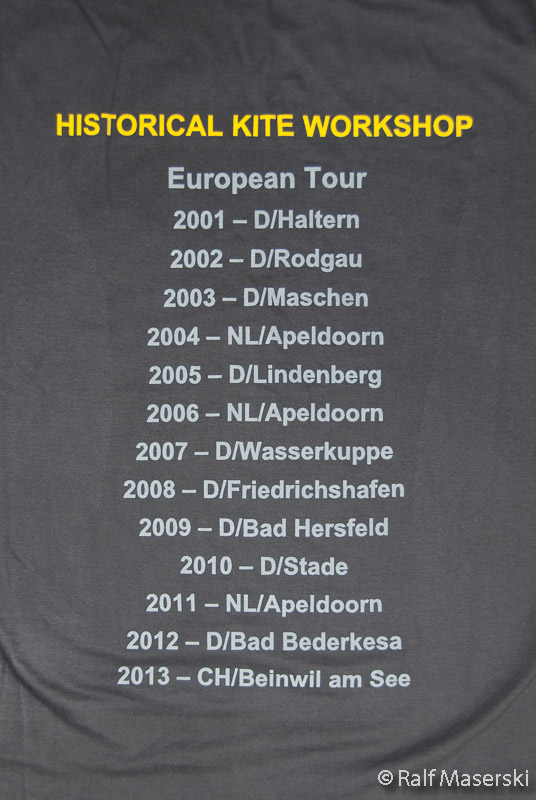 HISTORICAL KITE WORKSHOP
European Tour
2001 – D/Haltern
2002 – D/Rodgau
2003 – D/Maschen
2004 – NL/Apeldoorn
2005 – D/Lindenberg
2006 – NL/Apeldoorn
2007 – D/Wasserkuppe
2008 – D/Friedrichshafen
2009 – D/Bad Hersfeld
2010 – D/Stade
2011 – NL/Apeldoorn
2012 – D/Bad Bederkesa
2013 – CH/Beinwil am See
© Ralf Maserski